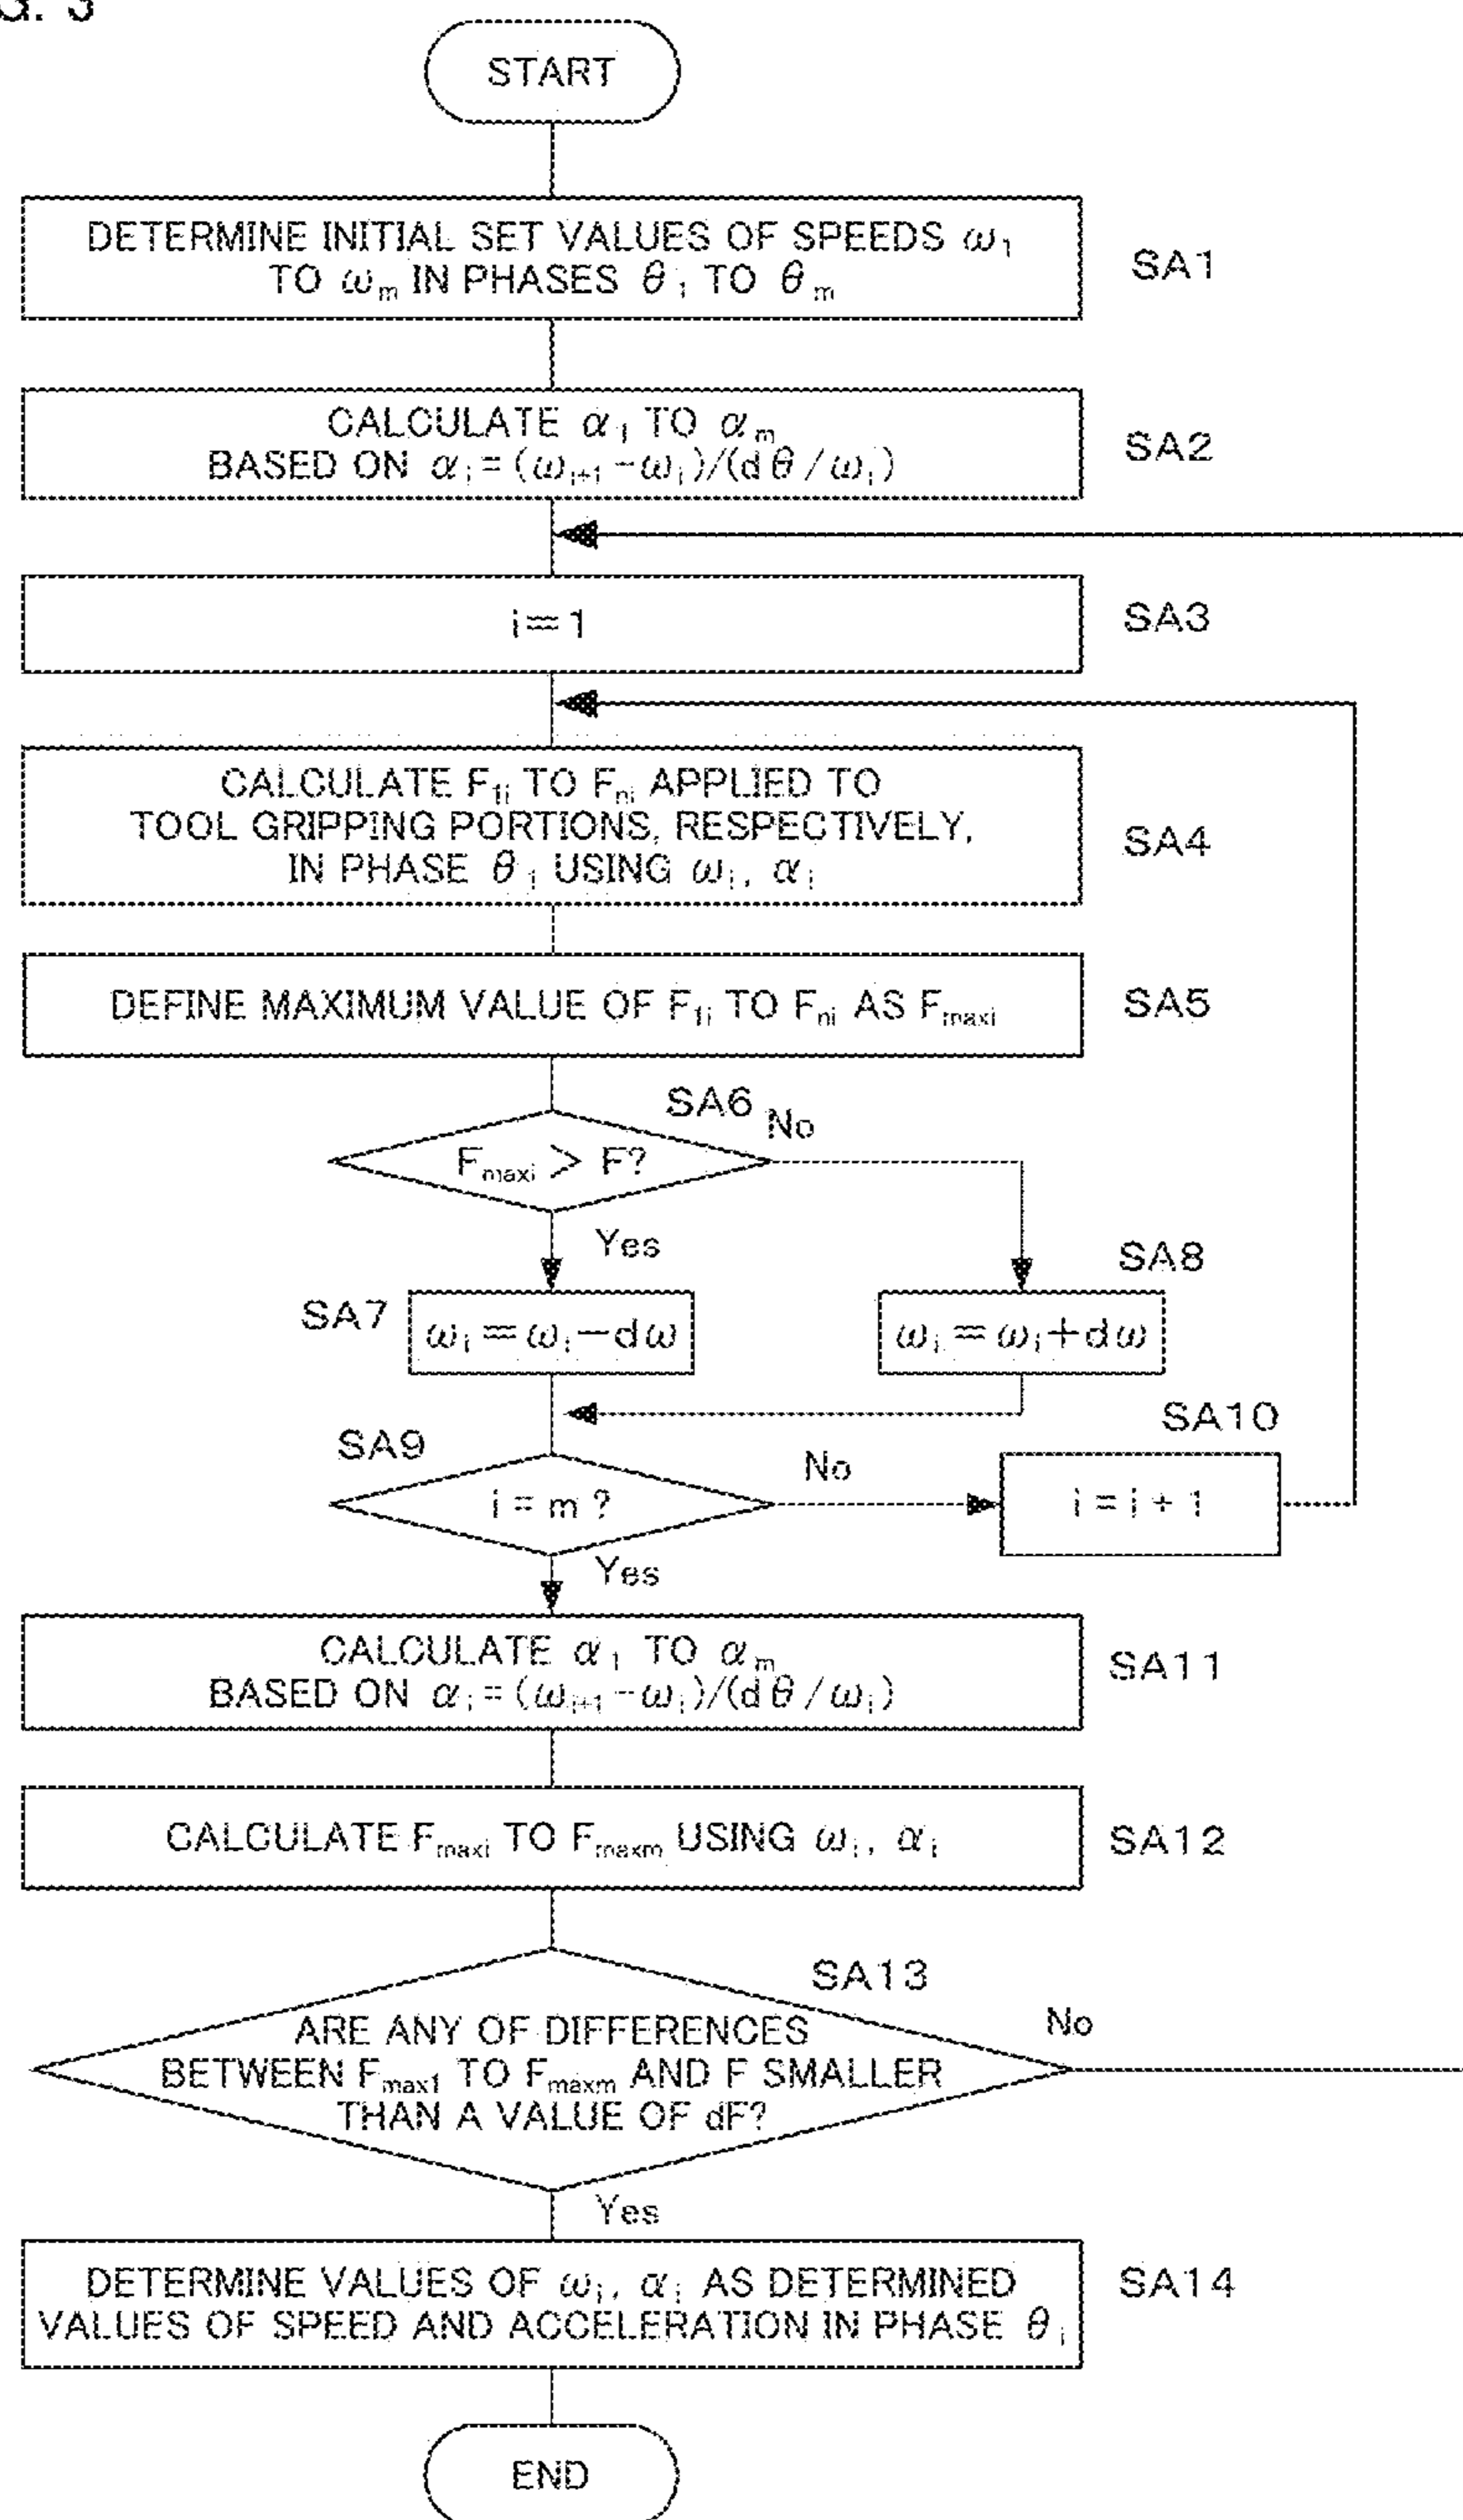 G. 3
START
DETERMINE INITIAL SET VALUES OF SPEEDS ω₁
TO ωₘ IN PHASES θ₁ TO θₘ
SA1
CALCULATE α₁ TO αₘ
BASED ON αᵢ=(ωᵢ₊₁−ωᵢ)/(dθ/ωᵢ)
SA2
i=1
SA3
CALCULATE F₁ᵢ TO Fₙᵢ APPLIED TO
TOOL GRIPPING PORTIONS, RESPECTIVELY,
IN PHASE θᵢ USING ωᵢ, αᵢ
SA4
DEFINE MAXIMUM VALUE OF F₁ᵢ TO Fₙᵢ AS Fₘₐₓᵢ
SA5
SA6
No
Fₘₐₓᵢ > F?
Yes
SA8
SA7
ωᵢ=ωᵢ−dω
ωᵢ=ωᵢ+dω
SA10
SA9
No
i = m ?
i = i + 1
Yes
CALCULATE α₁ TO αₘ
BASED ON αᵢ=(ωᵢ₊₁−ωᵢ)/(dθ/ωᵢ)
SA11
CALCULATE Fₘₐₓᵢ TO Fₘₐₓₘ USING ωᵢ, αᵢ
SA12
SA13
No
ARE ANY OF DIFFERENCES
BETWEEN Fₘₐₓ₁ TO Fₘₐₓₘ AND F SMALLER
THAN A VALUE OF dF?
Yes
DETERMINE VALUES OF ωᵢ, αᵢ AS DETERMINED
VALUES OF SPEED AND ACCELERATION IN PHASE θᵢ
SA14
END